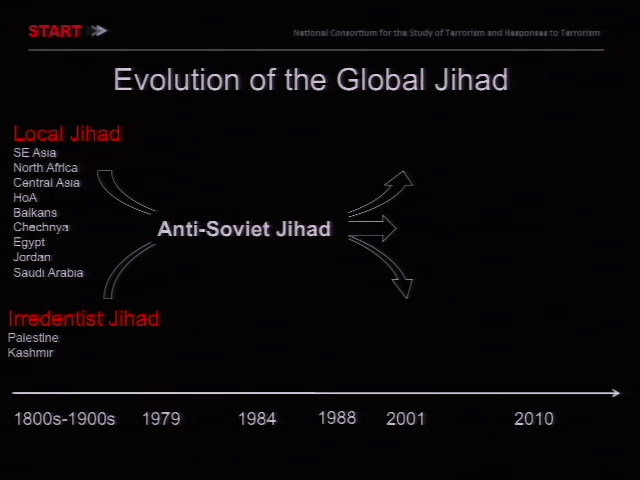 START
National Consortium for the Study of Terrorism and Responses to Terrorism
Evolution of the Global Jihad
Local Jihad
SE Asia
North Africa
Central Asia
HoA
Balkans
Chechnya
Egypt
Jordan
Saudi Arabia
Anti-Soviet Jihad
Irredentist Jihad
Palestine
Kashmir
1800s-1900s 1979 1984 1988 2001 2010